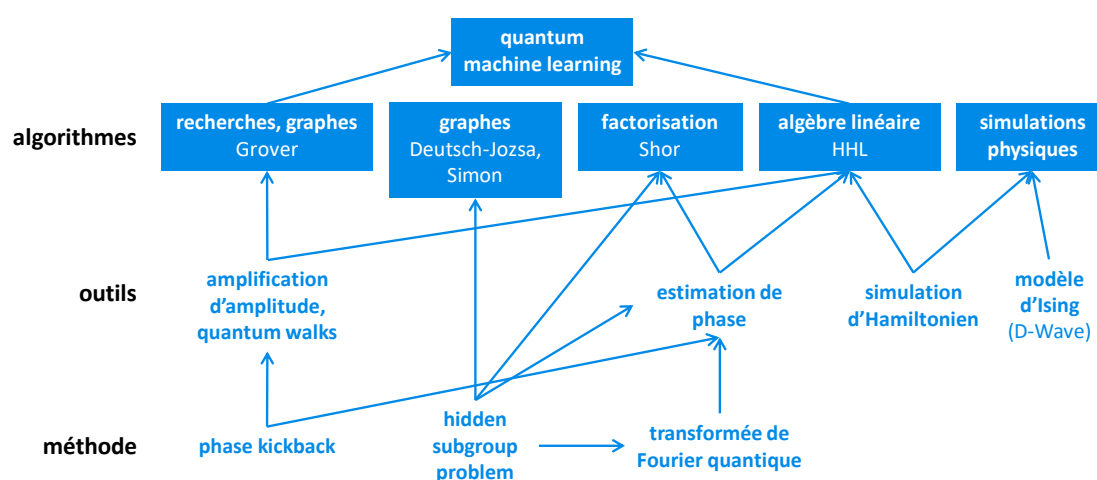 quantum
machine learning
algorithmes
recherches, graphes
Grover
graphes
Deutsch-Jozsa,
Simon
factorisation
Shor
algèbre linéaire
HHL
simulations
physiques
outils
amplification
d’amplitude,
quantum walks
estimation de
phase
simulation
d’Hamiltonien
modèle
d’Ising
(D-Wave)
méthode
phase kickback
hidden
subgroup
problem
transformée de
Fourier quantique